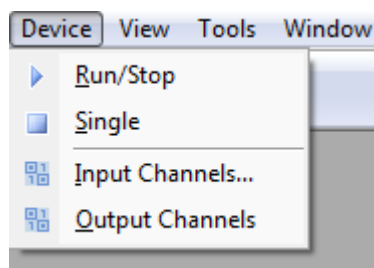 Device View Tools Window
Run/Stop
Single
Input Channels...
Output Channels